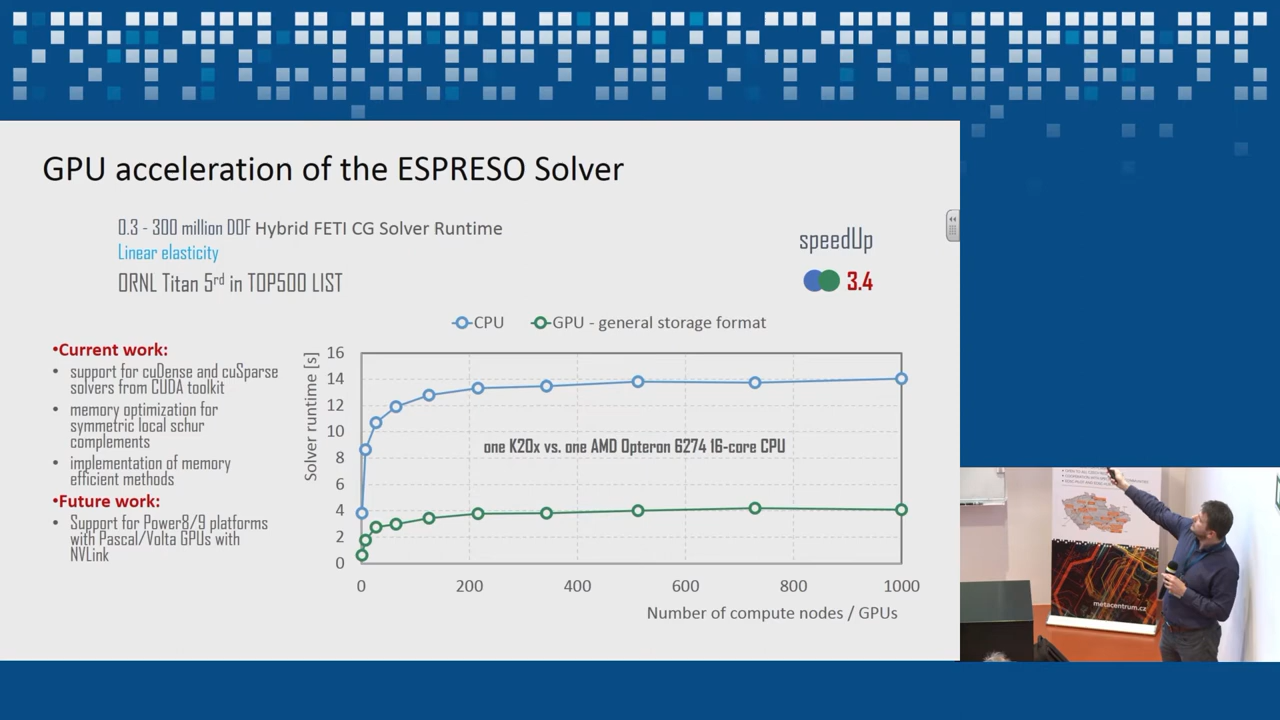 GPU acceleration of the ESPRESO Solver
0.3 - 300 million DOF Hybrid FETI CG Solver Runtime
Linear elasticity
ORNL Titan 5rd in TOP500 LIST
speedUp
3.4
CPU
GPU - general storage format
•Current work:
• support for cuDense and cuSparse
solvers from CUDA toolkit
• memory optimization for
symmetric local schur
complements
• implementation of memory
efficient methods
•Future work:
• Support for Power8/9 platforms
with Pascal/Volta GPUs with
NVLink
Solver runtime [s]
16
14
12
10
8
6
4
2
0
one K20x vs. one AMD Opteron 6274 16-core CPU
0 200 400 600 800 1000
Number of compute nodes / GPUs
metacentrum.cz